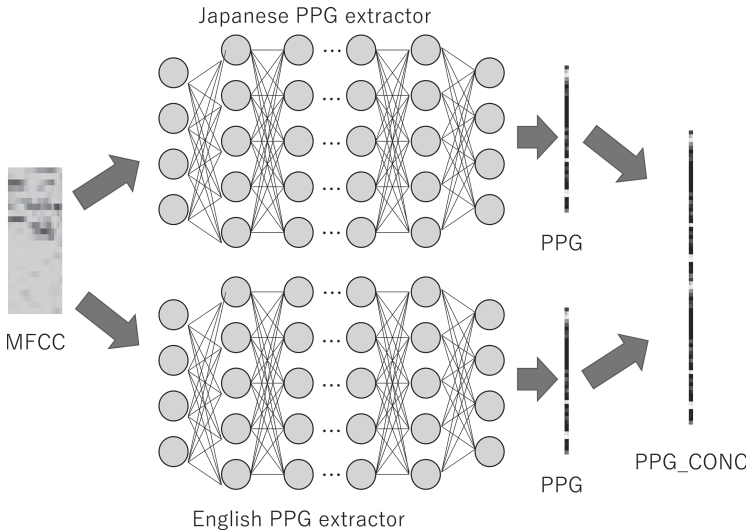 Japanese PPG extractor
MFCC
PPG
PPG
PPG_CONC
English PPG extractor